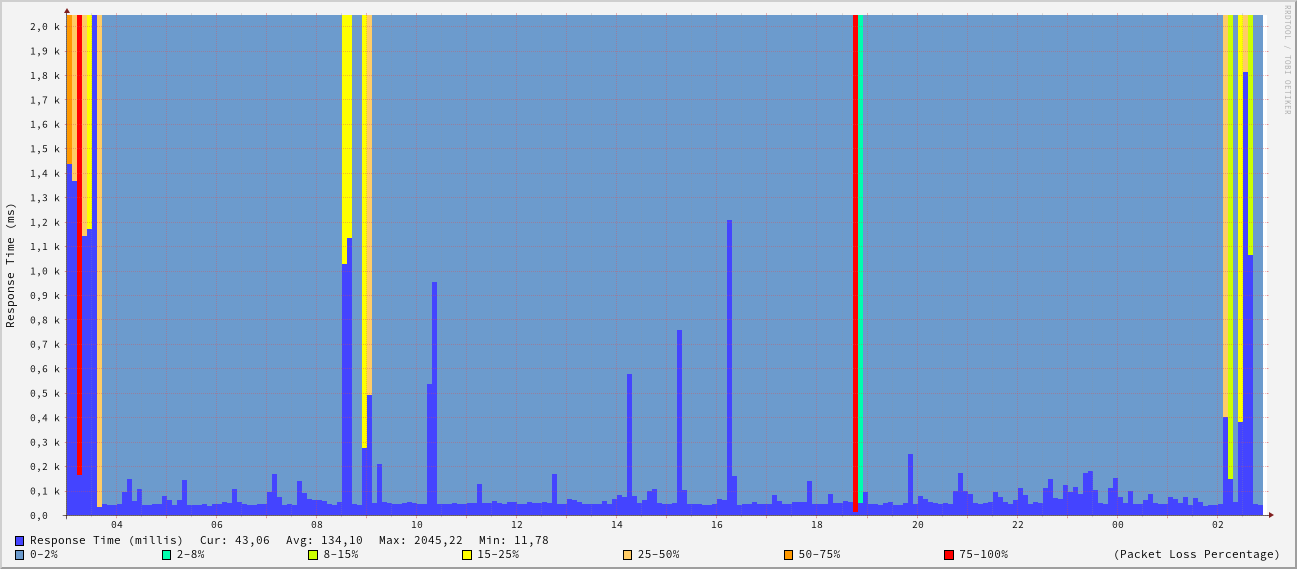 RRDTOOL / TOBI OETIKER
Response Time (ms)
2,0 k
1,9 k
1,8 k
1,7 k
1,6 k
1,5 k
1,4 k
1,3 k
1,2 k
1,1 k
1,0 k
0,9 k
0,8 k
0,7 k
0,6 k
0,5 k
0,4 k
0,3 k
0,2 k
0,1 k
0,0
04 06 08 10 12 14 16 18 20 22 00 02
Response Time (millis) Cur: 43,06 Avg: 134,10 Max: 2045,22 Min: 11,78
0-2% 2-8% 8-15% 15-25% 25-50% 50-75% 75-100% (Packet Loss Percentage)